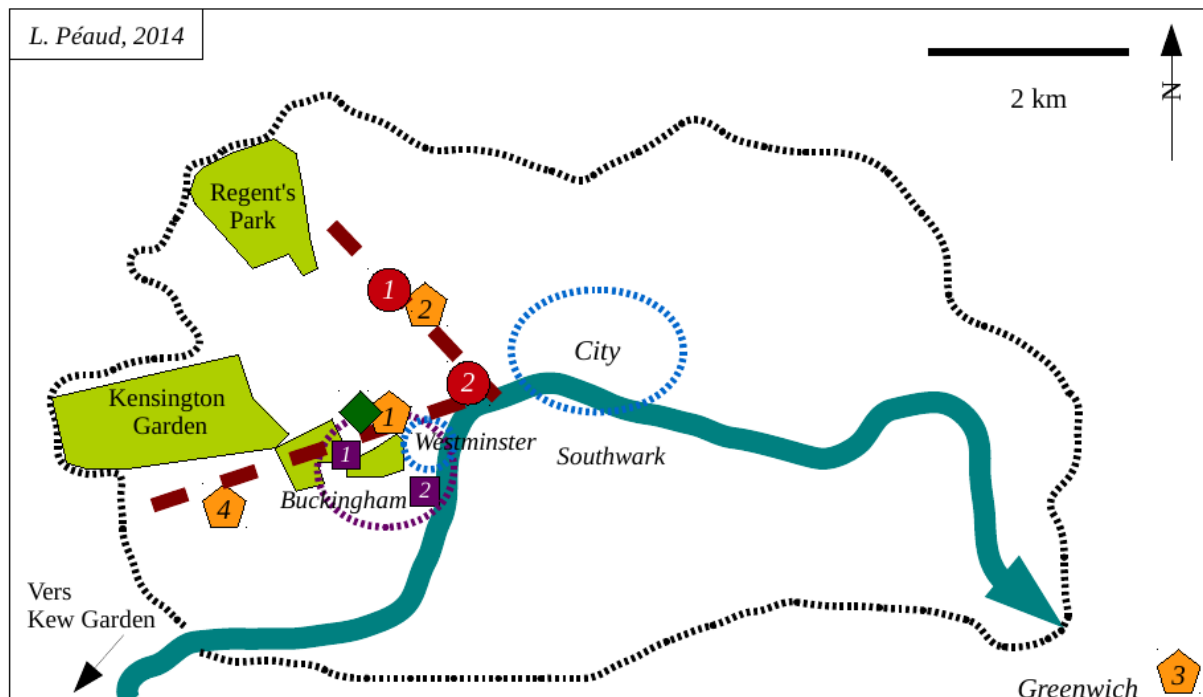 L. Péaud, 2014
2 km
N
Regent's
Park
1
2
City
2
Kensington
Garden
1
Westminster
1
Southwark
2
Buckingham
4
Vers
Kew Garden
3
Greenwich